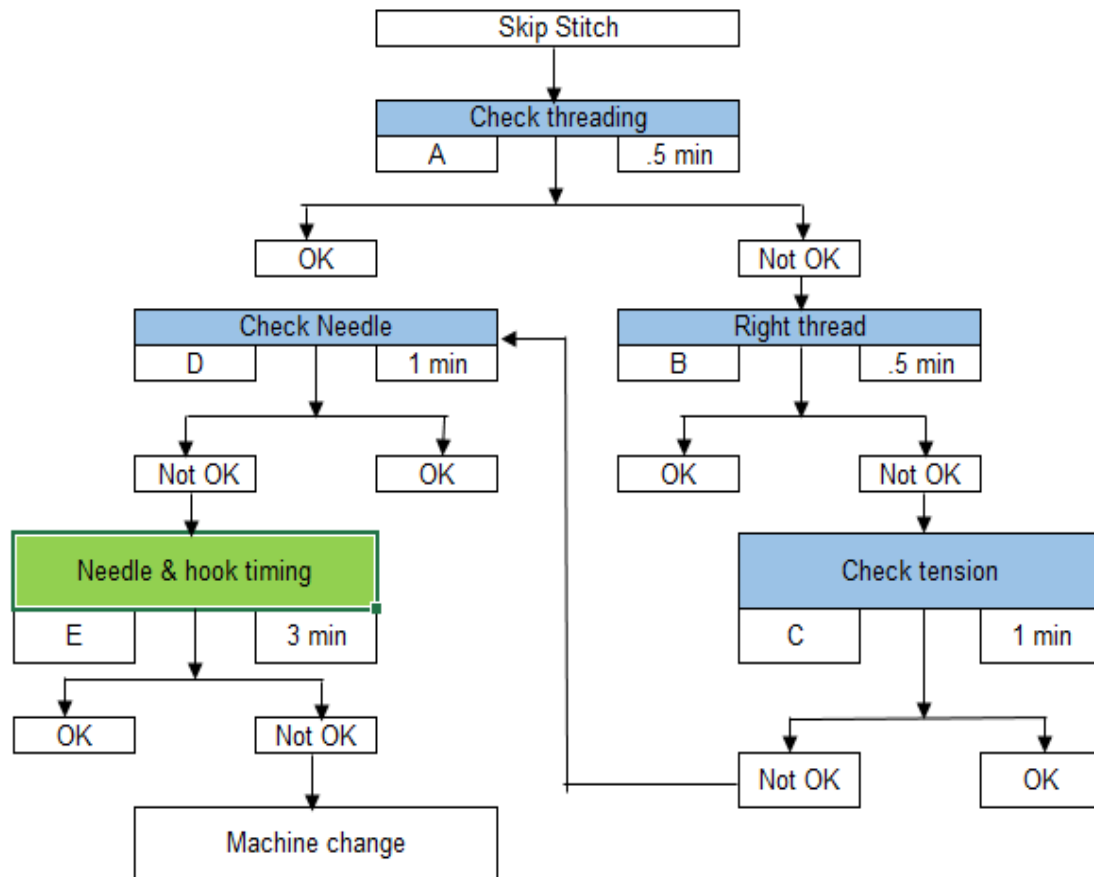 Skip Stitch
Check threading
A
.5 min
OK
Not OK
Check Needle
D
1 min
Right thread
B
.5 min
Not OK
OK
OK
Not OK
Needle & hook timing
E
3 min
Check tension
C
1 min
OK
Not OK
Not OK
OK
Machine change